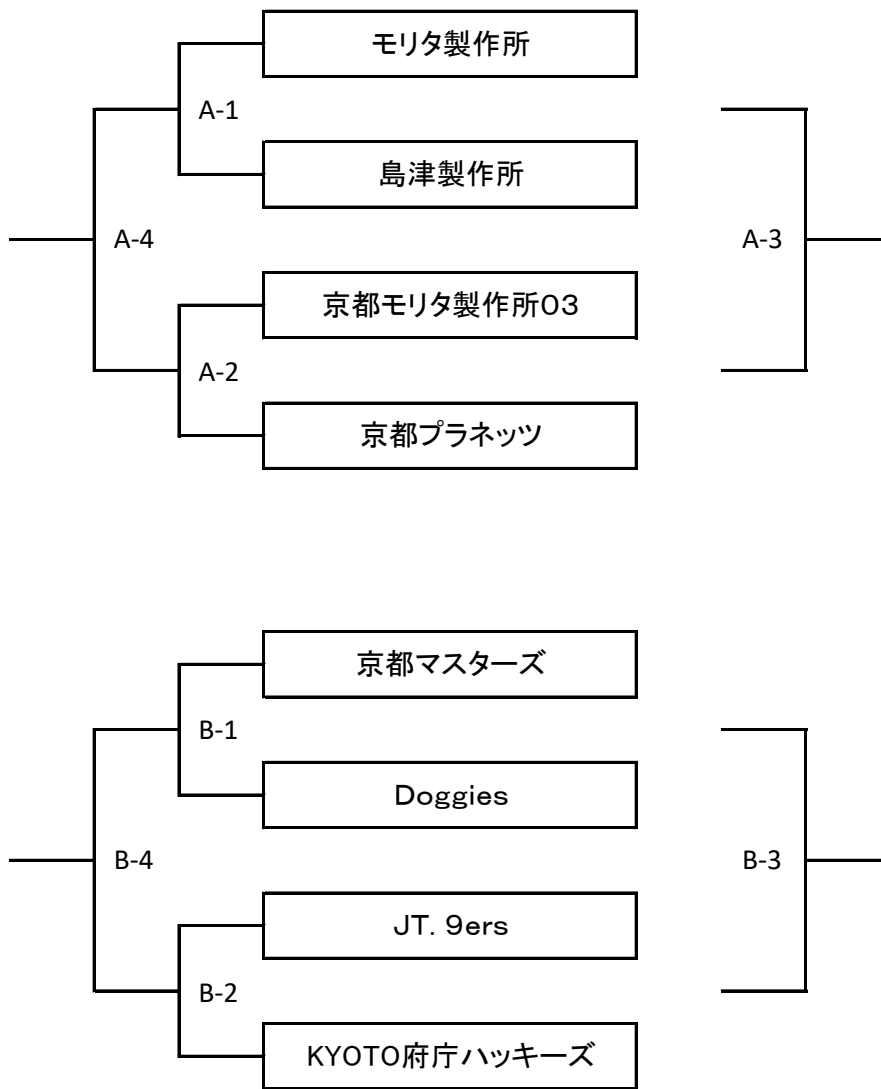 モリタ製作所
A-1
島津製作所
A-4
A-3
京都モリタ製作所03
A-2
京都プラネッツ
京都マスターズ
B-1
Doggies
B-4
B-3
JT. 9ers
B-2
KYOTO府庁ハッキーズ